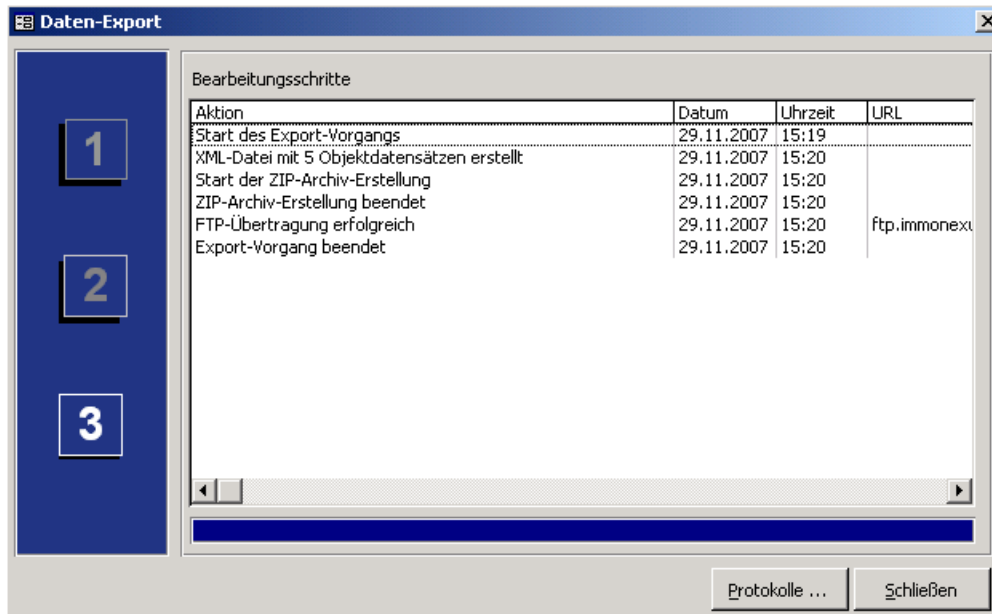 Daten-Export
1
2
3
Bearbeitungsschritte
Aktion Datum Uhrzeit URL
Start des Export-Vorgangs 29.11.2007 15:19
XML-Datei mit 5 Objektdatensätzen erstellt 29.11.2007 15:20
Start der ZIP-Archiv-Erstellung 29.11.2007 15:20
ZIP-Archiv-Erstellung beendet 29.11.2007 15:20
FTP-Übertragung erfolgreich 29.11.2007 15:20 ftp.immonexu
Export-Vorgang beendet 29.11.2007 15:20
Protokolle ... Schließen